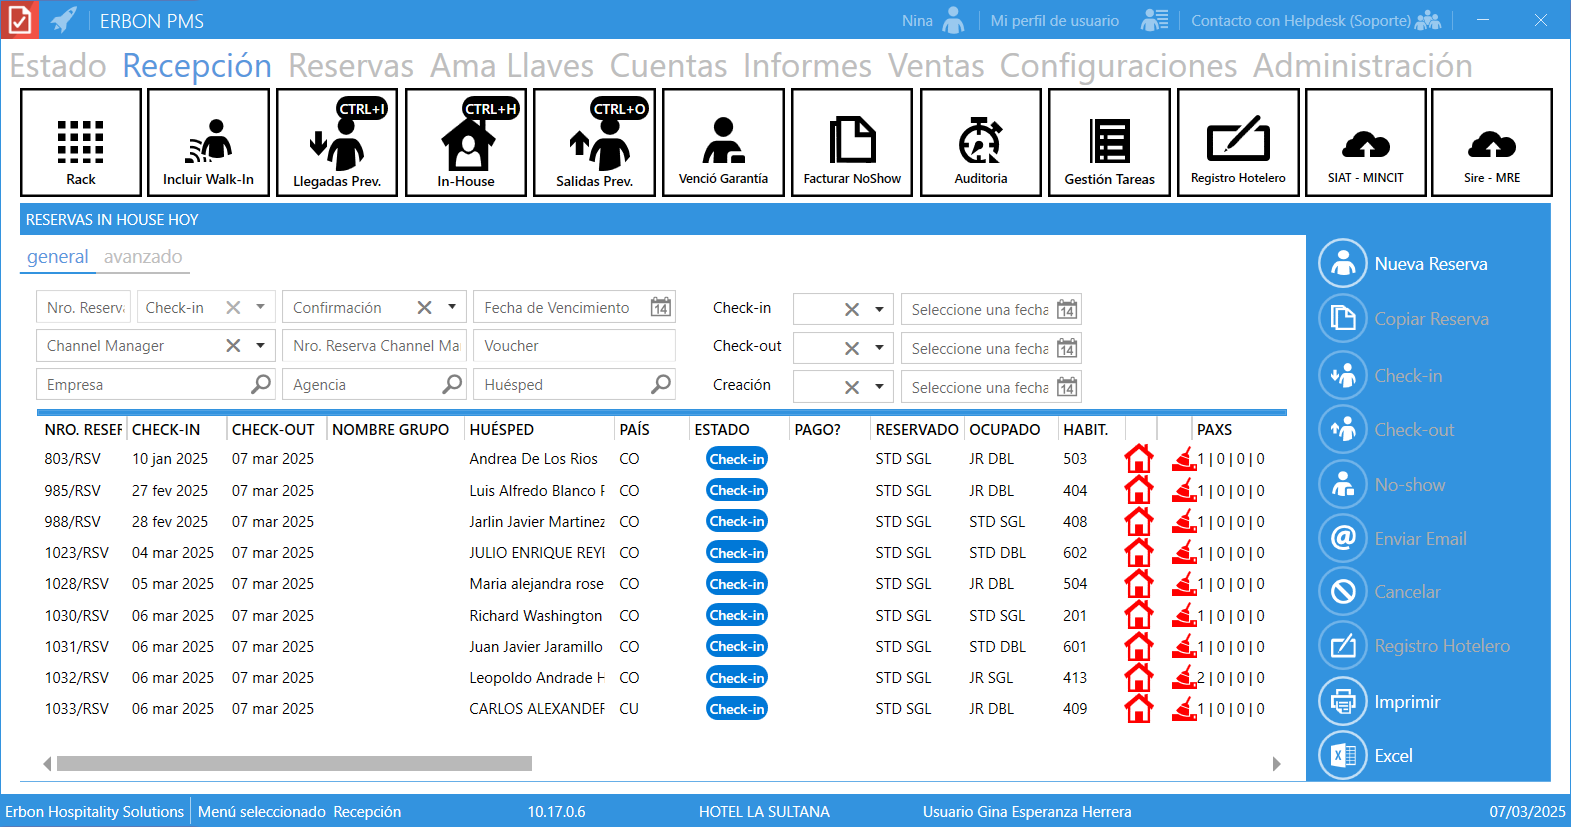 ERBON PMS
Nina
Mi perfil de usuario
Contacto con Helpdesk (Soporte)
Estado Recepción Reservas Ama Llaves Cuentas Informes Ventas Configuraciones Administración
CTRL+I CTRL+H CTRL+O
Rack Incluir Walk-In Llegadas Prev. In-House Salidas Prev. Venció Garantía Facturar NoShow Auditoria Gestión Tareas Registro Hotelero SIAT - MINCIT Sire - MRE
RESERVAS IN HOUSE HOY
general avanzado
Nro. Reserv Check-in Confirmación Fecha de Vencimiento 14 Check-in Seleccione una fecha 14
Channel Manager Nro. Reserva Channel Ma Voucher Check-out Seleccione una fecha 14
Empresa Agencia Huésped Creación Seleccione una fecha 14
NRO. RESER CHECK-IN CHECK-OUT NOMBRE GRUPO HUÉSPED PAÍS ESTADO PAGO? RESERVADO OCUPADO HABIT. PAXS
803/RSV 10 jan 2025 07 mar 2025 Andrea De Los Rios CO Check-in STD SGL JR DBL 503 1 | 0 | 0 | 0
985/RSV 27 fev 2025 07 mar 2025 Luis Alfredo Blanco F CO Check-in STD SGL JR DBL 404 1 | 0 | 0 | 0
988/RSV 28 fev 2025 07 mar 2025 Jarlin Javier Martinez CO Check-in STD SGL STD SGL 408 1 | 0 | 0 | 0
1023/RSV 04 mar 2025 07 mar 2025 JULIO ENRIQUE REYE CO Check-in STD SGL STD DBL 602 1 | 0 | 0 | 0
1028/RSV 05 mar 2025 07 mar 2025 Maria alejandra rose CO Check-in STD SGL JR DBL 504 1 | 0 | 0 | 0
1030/RSV 06 mar 2025 07 mar 2025 Richard Washington CO Check-in STD SGL STD SGL 201 1 | 0 | 0 | 0
1031/RSV 06 mar 2025 07 mar 2025 Juan Javier Jaramillo CO Check-in STD SGL STD DBL 601 1 | 0 | 0 | 0
1032/RSV 06 mar 2025 07 mar 2025 Leopoldo Andrade H CO Check-in STD SGL JR SGL 413 2 | 0 | 0 | 0
1033/RSV 06 mar 2025 07 mar 2025 CARLOS ALEXANDER CU Check-in STD SGL JR DBL 409 1 | 0 | 0 | 0
Nueva Reserva
Copiar Reserva
Check-in
Check-out
No-show
Enviar Email
Cancelar
Registro Hotelero
Imprimir
Excel
Erbon Hospitality Solutions Menú seleccionado Recepción 10.17.0.6 HOTEL LA SULTANA Usuario Gina Esperanza Herrera 07/03/2025